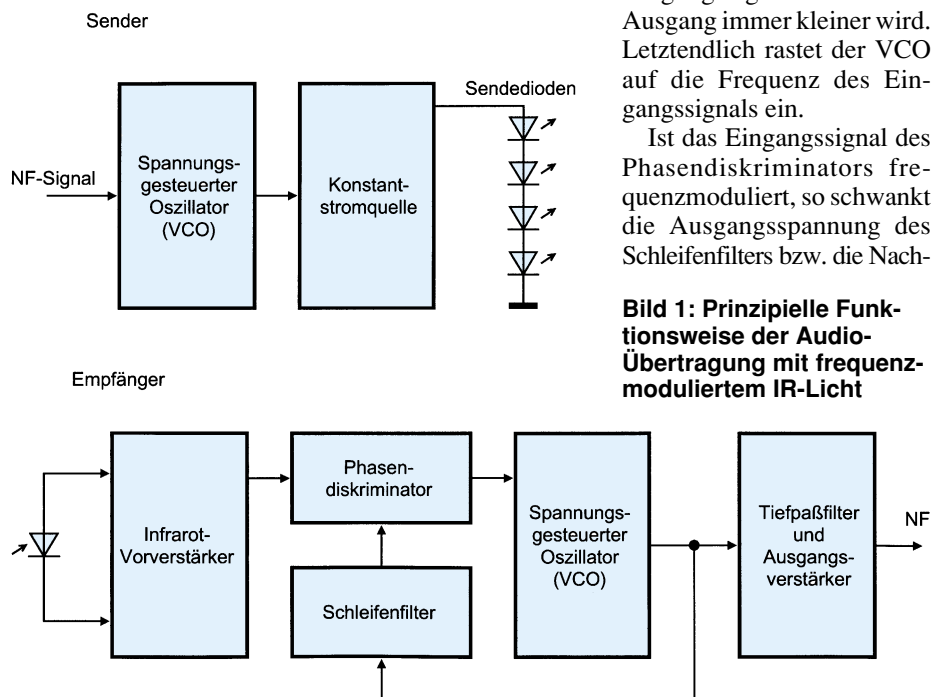 Sender
NF-Signal
Spannungs-
gesteuerter
Oszillator
(VCO)
Konstant-
stromquelle
Sendedioden
Ausgang immer kleiner wird.
Letztendlich rastet der VCO
auf die Frequenz des Ein-
gangssignals ein.
Ist das Eingangssignal des
Phasendiskriminators fre-
quenzmoduliert, so schwankt
die Ausgangsspannung des
Schleifenfilters bzw. die Nach-
Bild 1: Prinzipielle Funk-
tionsweise der Audio-
Übertragung mit frequenz-
moduliertem IR-Licht
Empfänger
Infrarot-
Vorverstärker
Phasen-
diskriminator
Schleifenfilter
Spannungs-
gesteuerter
Oszillator
(VCO)
Tiefpaßfilter
und
Ausgangs-
verstärker
NF